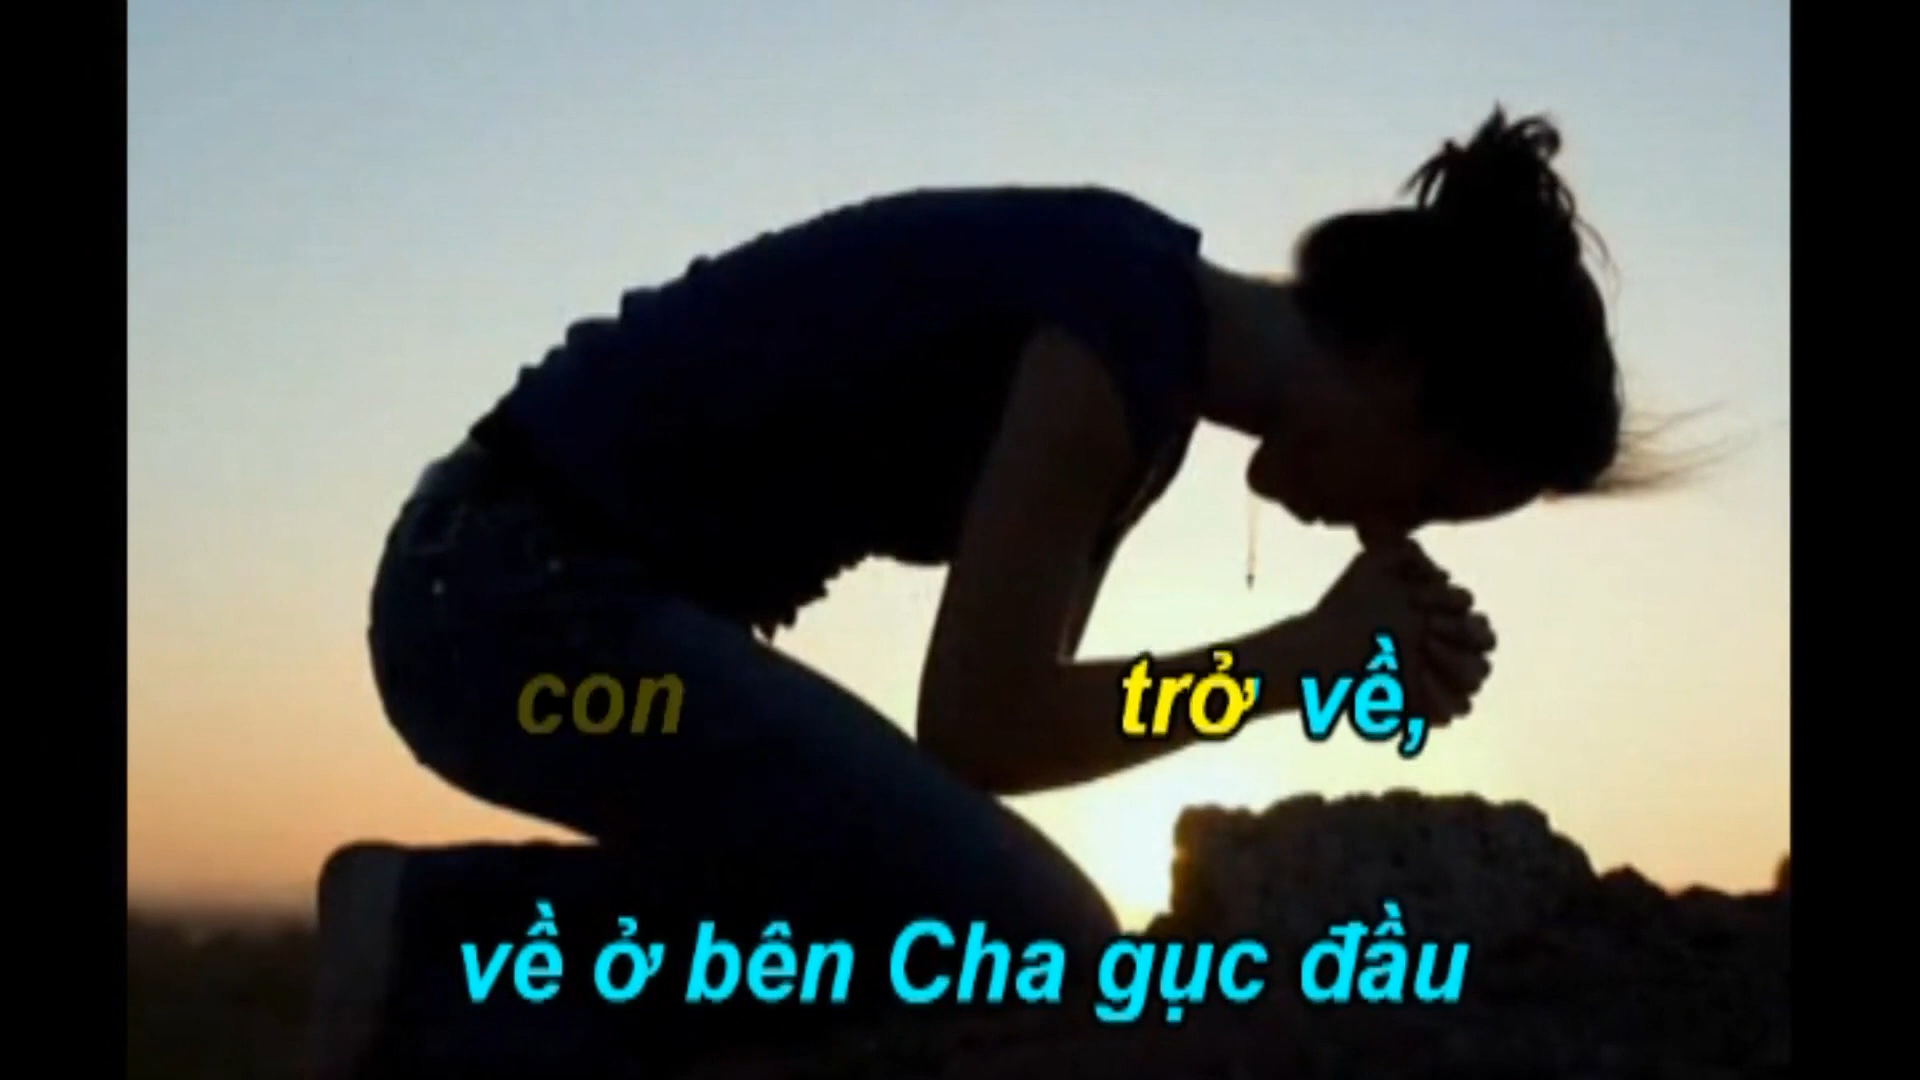 con trở về,
về ở bên Cha gục đầu